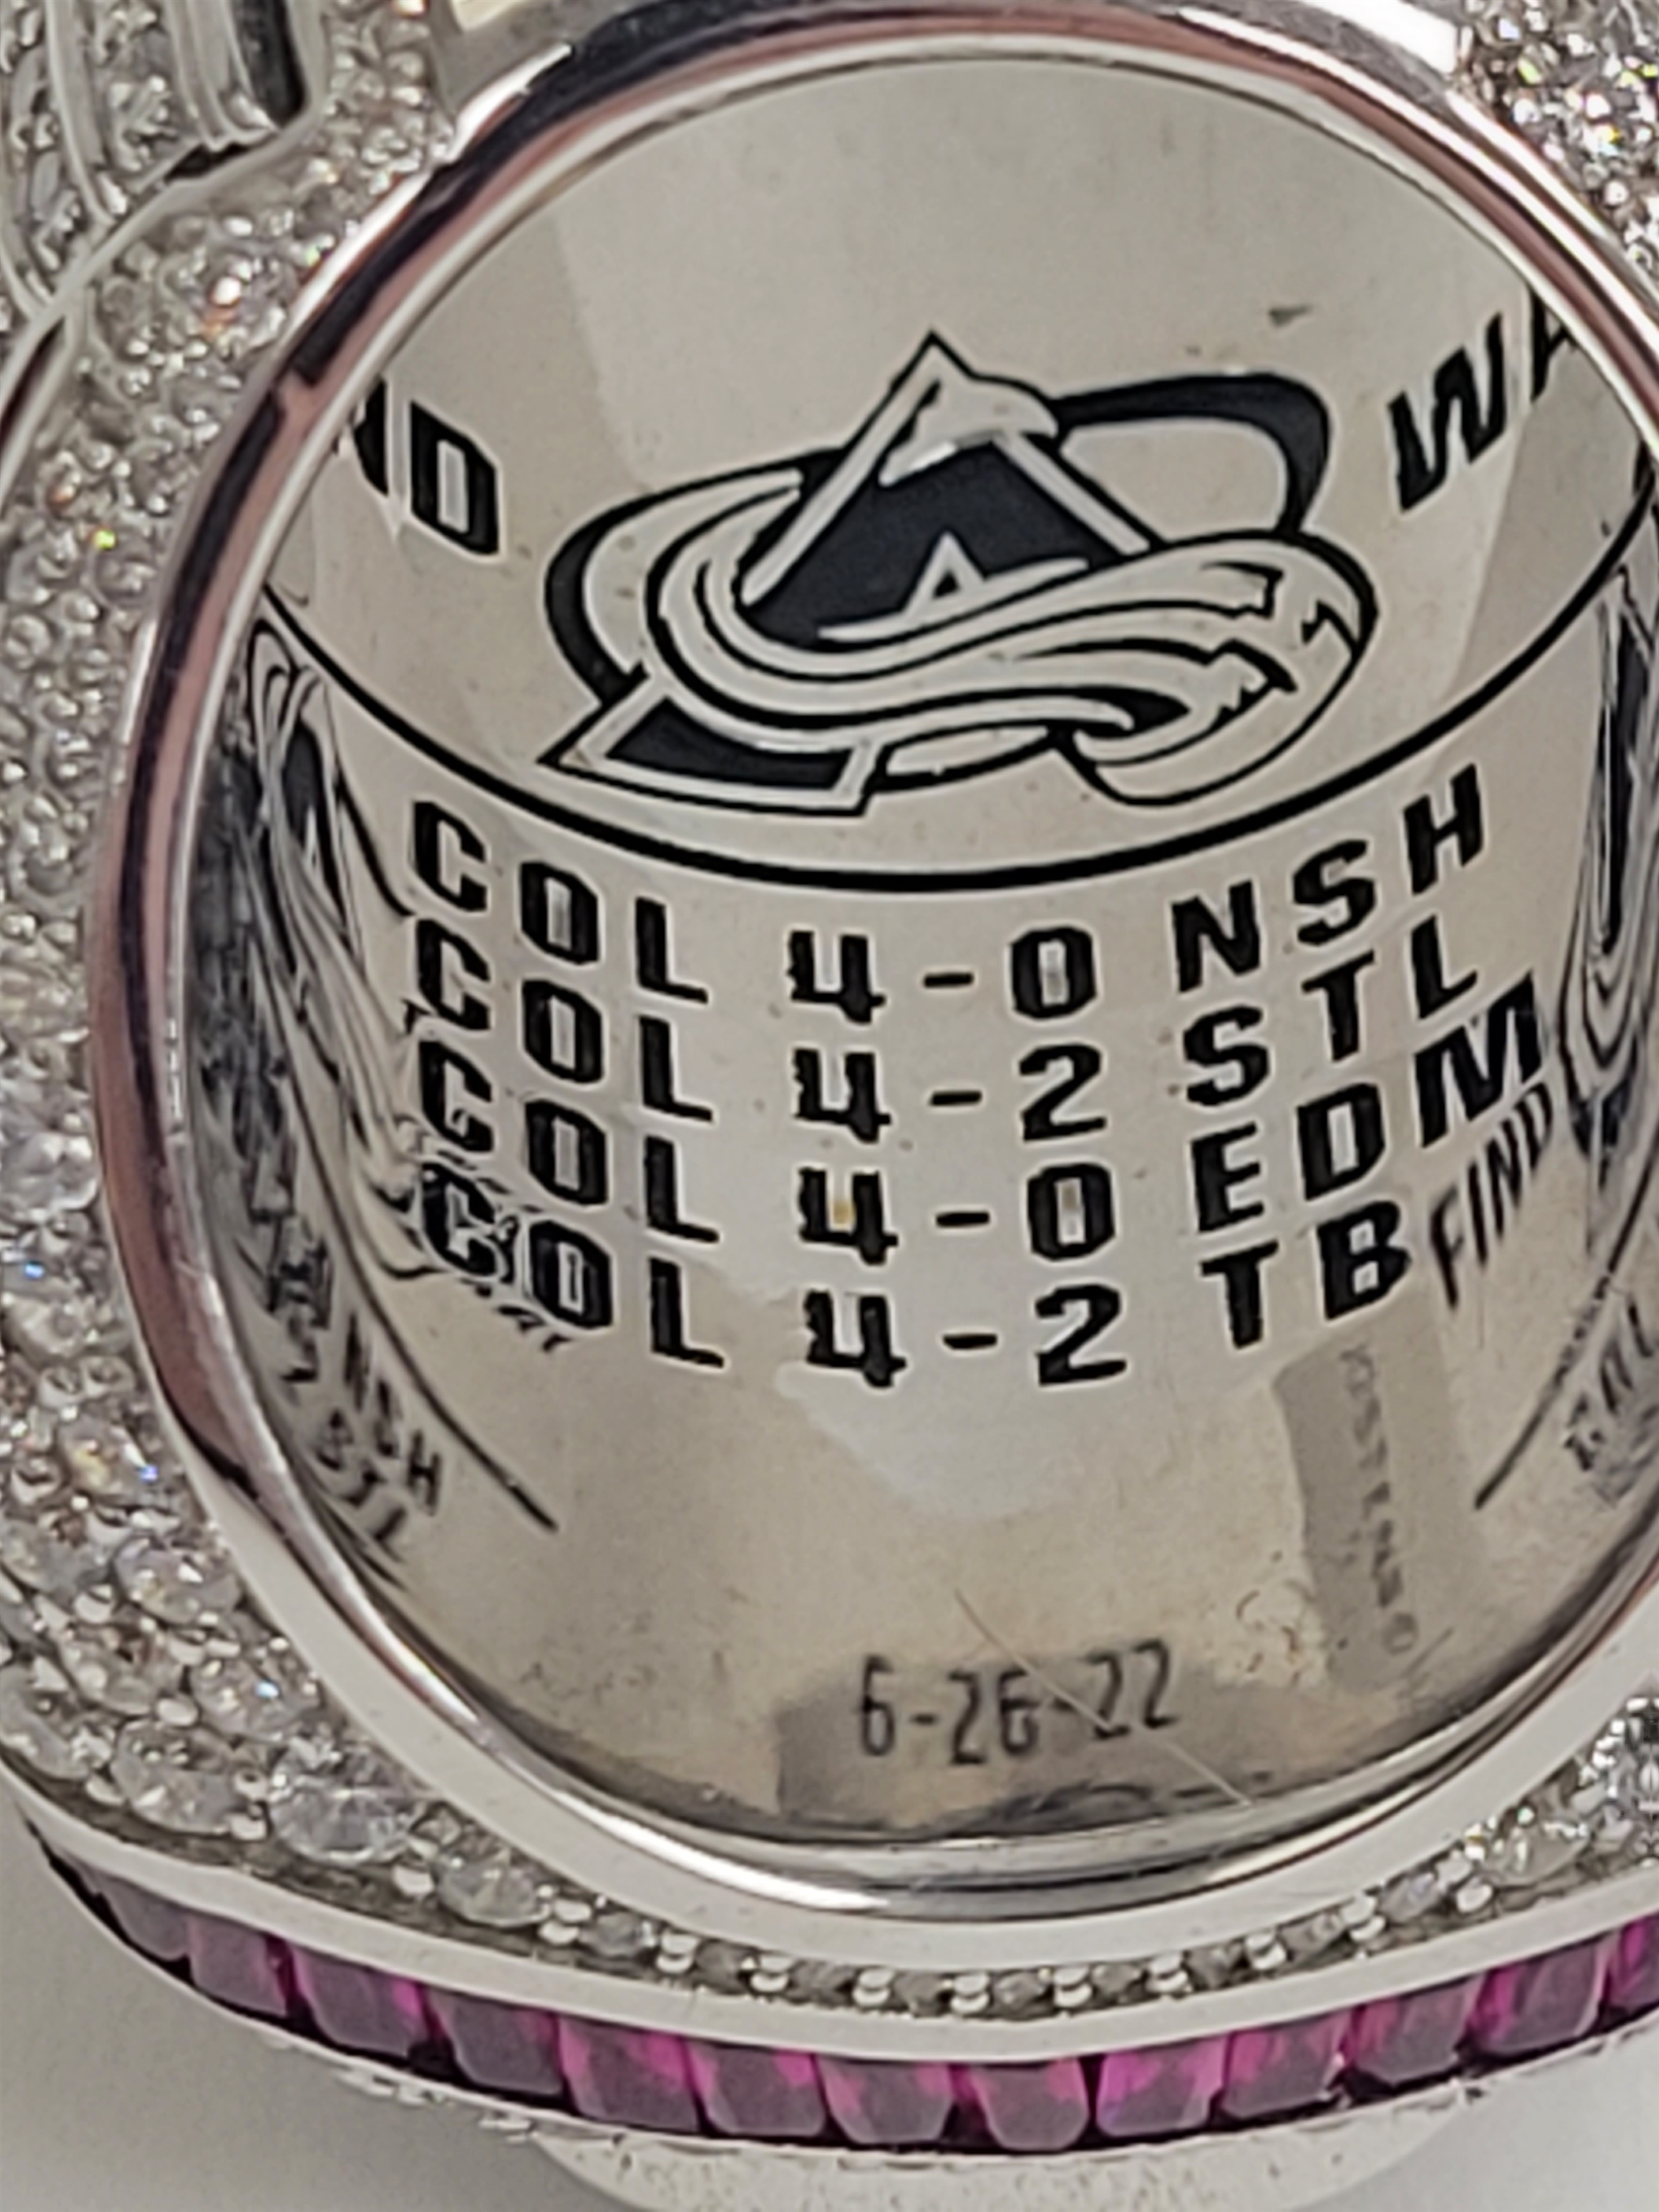 COL 4-0 NSH
COL 4-2 STL
COL 4-0 EDM
COL 4-2 TB
FIND
6-26-22